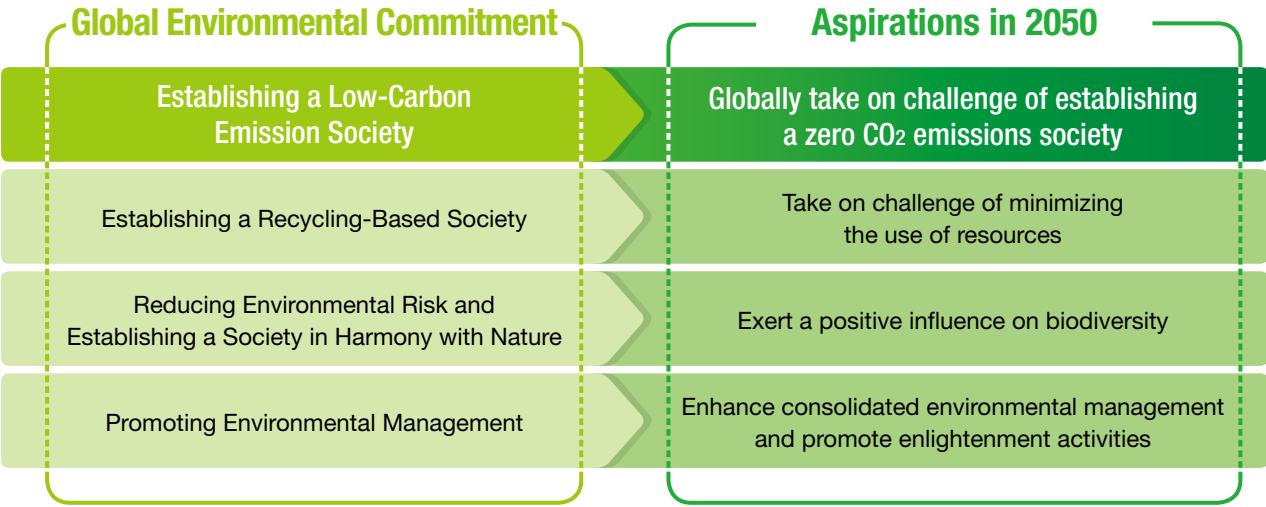 Global Environmental Commitment
Aspirations in 2050
Establishing a Low-Carbon
Emission Society
Globally take on challenge of establishing
a zero CO2 emissions society
Establishing a Recycling-Based Society
Take on challenge of minimizing
the use of resources
Reducing Environmental Risk and
Establishing a Society in Harmony with Nature
Exert a positive influence on biodiversity
Promoting Environmental Management
Enhance consolidated environmental management
and promote enlightenment activities